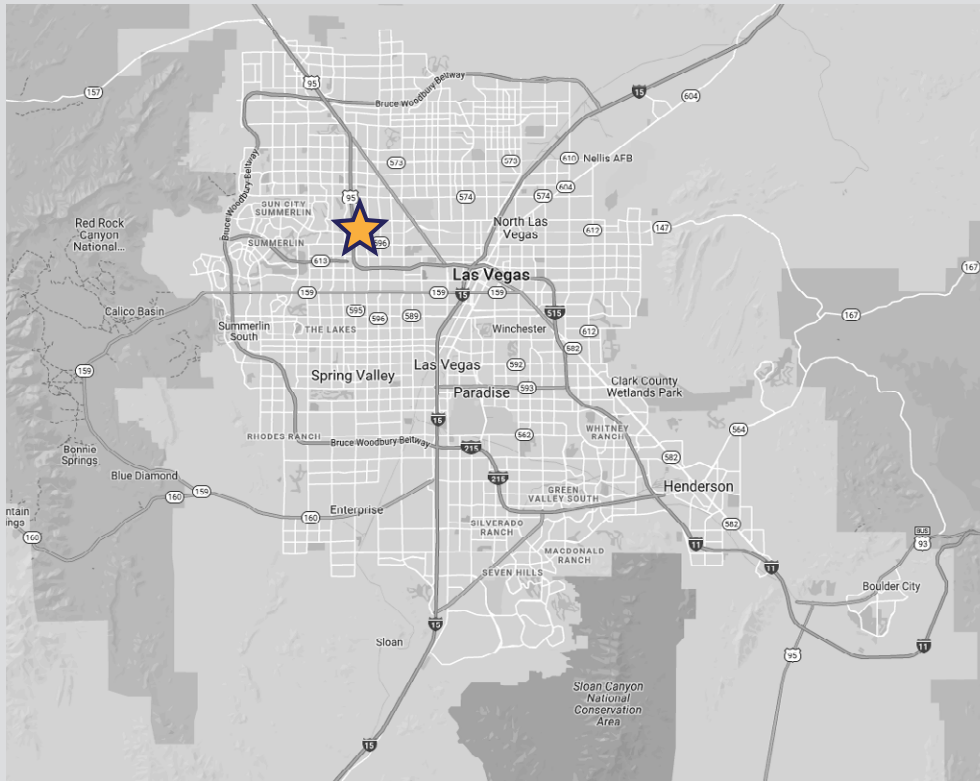 95
157
Bruce Woodbury Beltway
15
604
573
573
610
Nellis AFB
Bruce Woodbury Beltway
604
574
574
95
SUN CITY
SUMMERLIN
Red Rock
Canyon
National...
North Las
Vegas
612
147
SUMMERLIN
596
613
Las Vegas
167
159
159
15
159
Calico Basin
595
596
589
515
167
Summerlin
South
THE LAKES
Winchester
612
582
Las Vegas
592
159
Spring Valley
Paradise
593
Clark County
Wetlands Park
15
562
WHITNEY
RANCH
564
RHODES RANCH
Bruce Woodbury Beltway
215
Bonnie
Springs
582
Blue Diamond
215
Henderson
160
159
GREEN
VALLEY SOUTH
ntain
ings
Enterprise
160
SILVERADO
RANCH
582
160
BUS
93
11
MACDONALD
RANCH
SEVEN HILLS
11
Boulder City
15
Sloan
11
95
Sloan Canyon
National
Conservation
Area
15